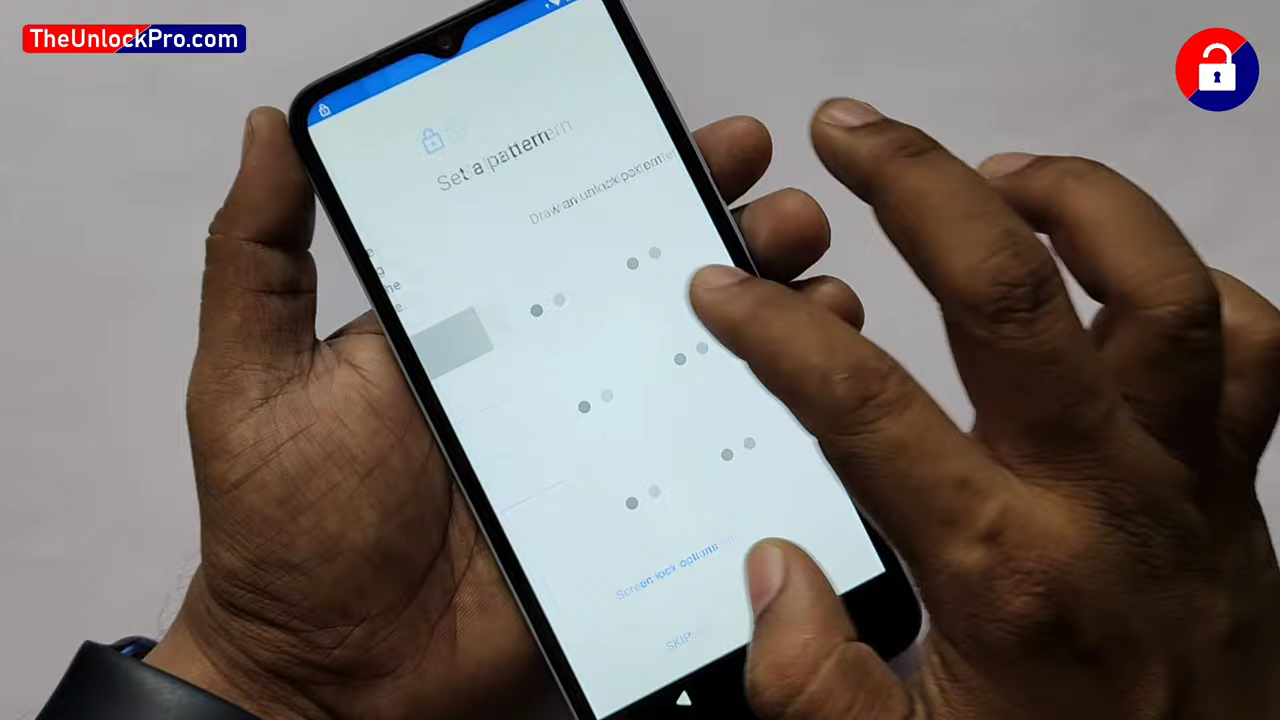 TheUnlockPro.com
Set a pattern
Draw an unlock pattern
Screen lock options
SKIP